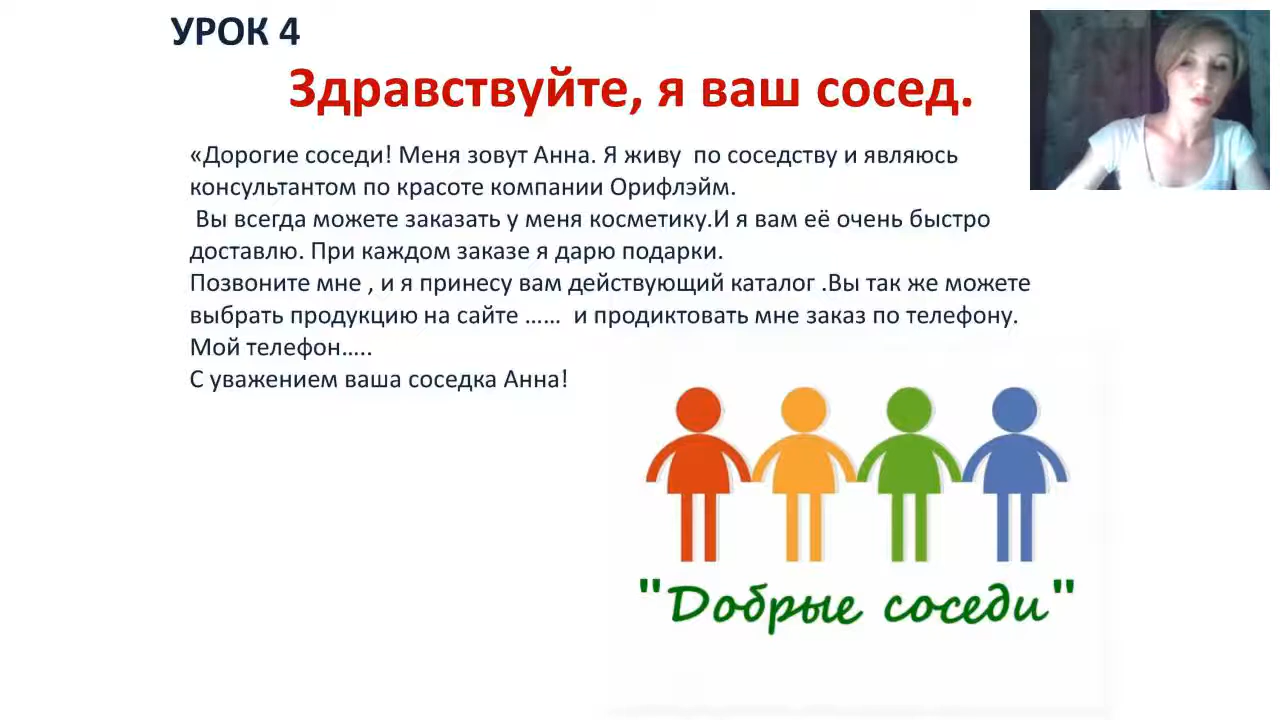 УРОК 4
Здравствуйте, я ваш сосед.
«Дорогие соседи! Меня зовут Анна. Я живу  по соседству и являюсь
консультантом по красоте компании Орифлэйм.
Вы всегда можете заказать у меня косметику.И я вам её очень быстро
доставлю. При каждом заказе я дарю подарки.
Позвоните мне , и я принесу вам действующий каталог .Вы так же можете
выбрать продукцию на сайте ......  и продиктовать мне заказ по телефону.
Мой телефон.....
С уважением ваша соседка Анна!
"Добрые соседи"